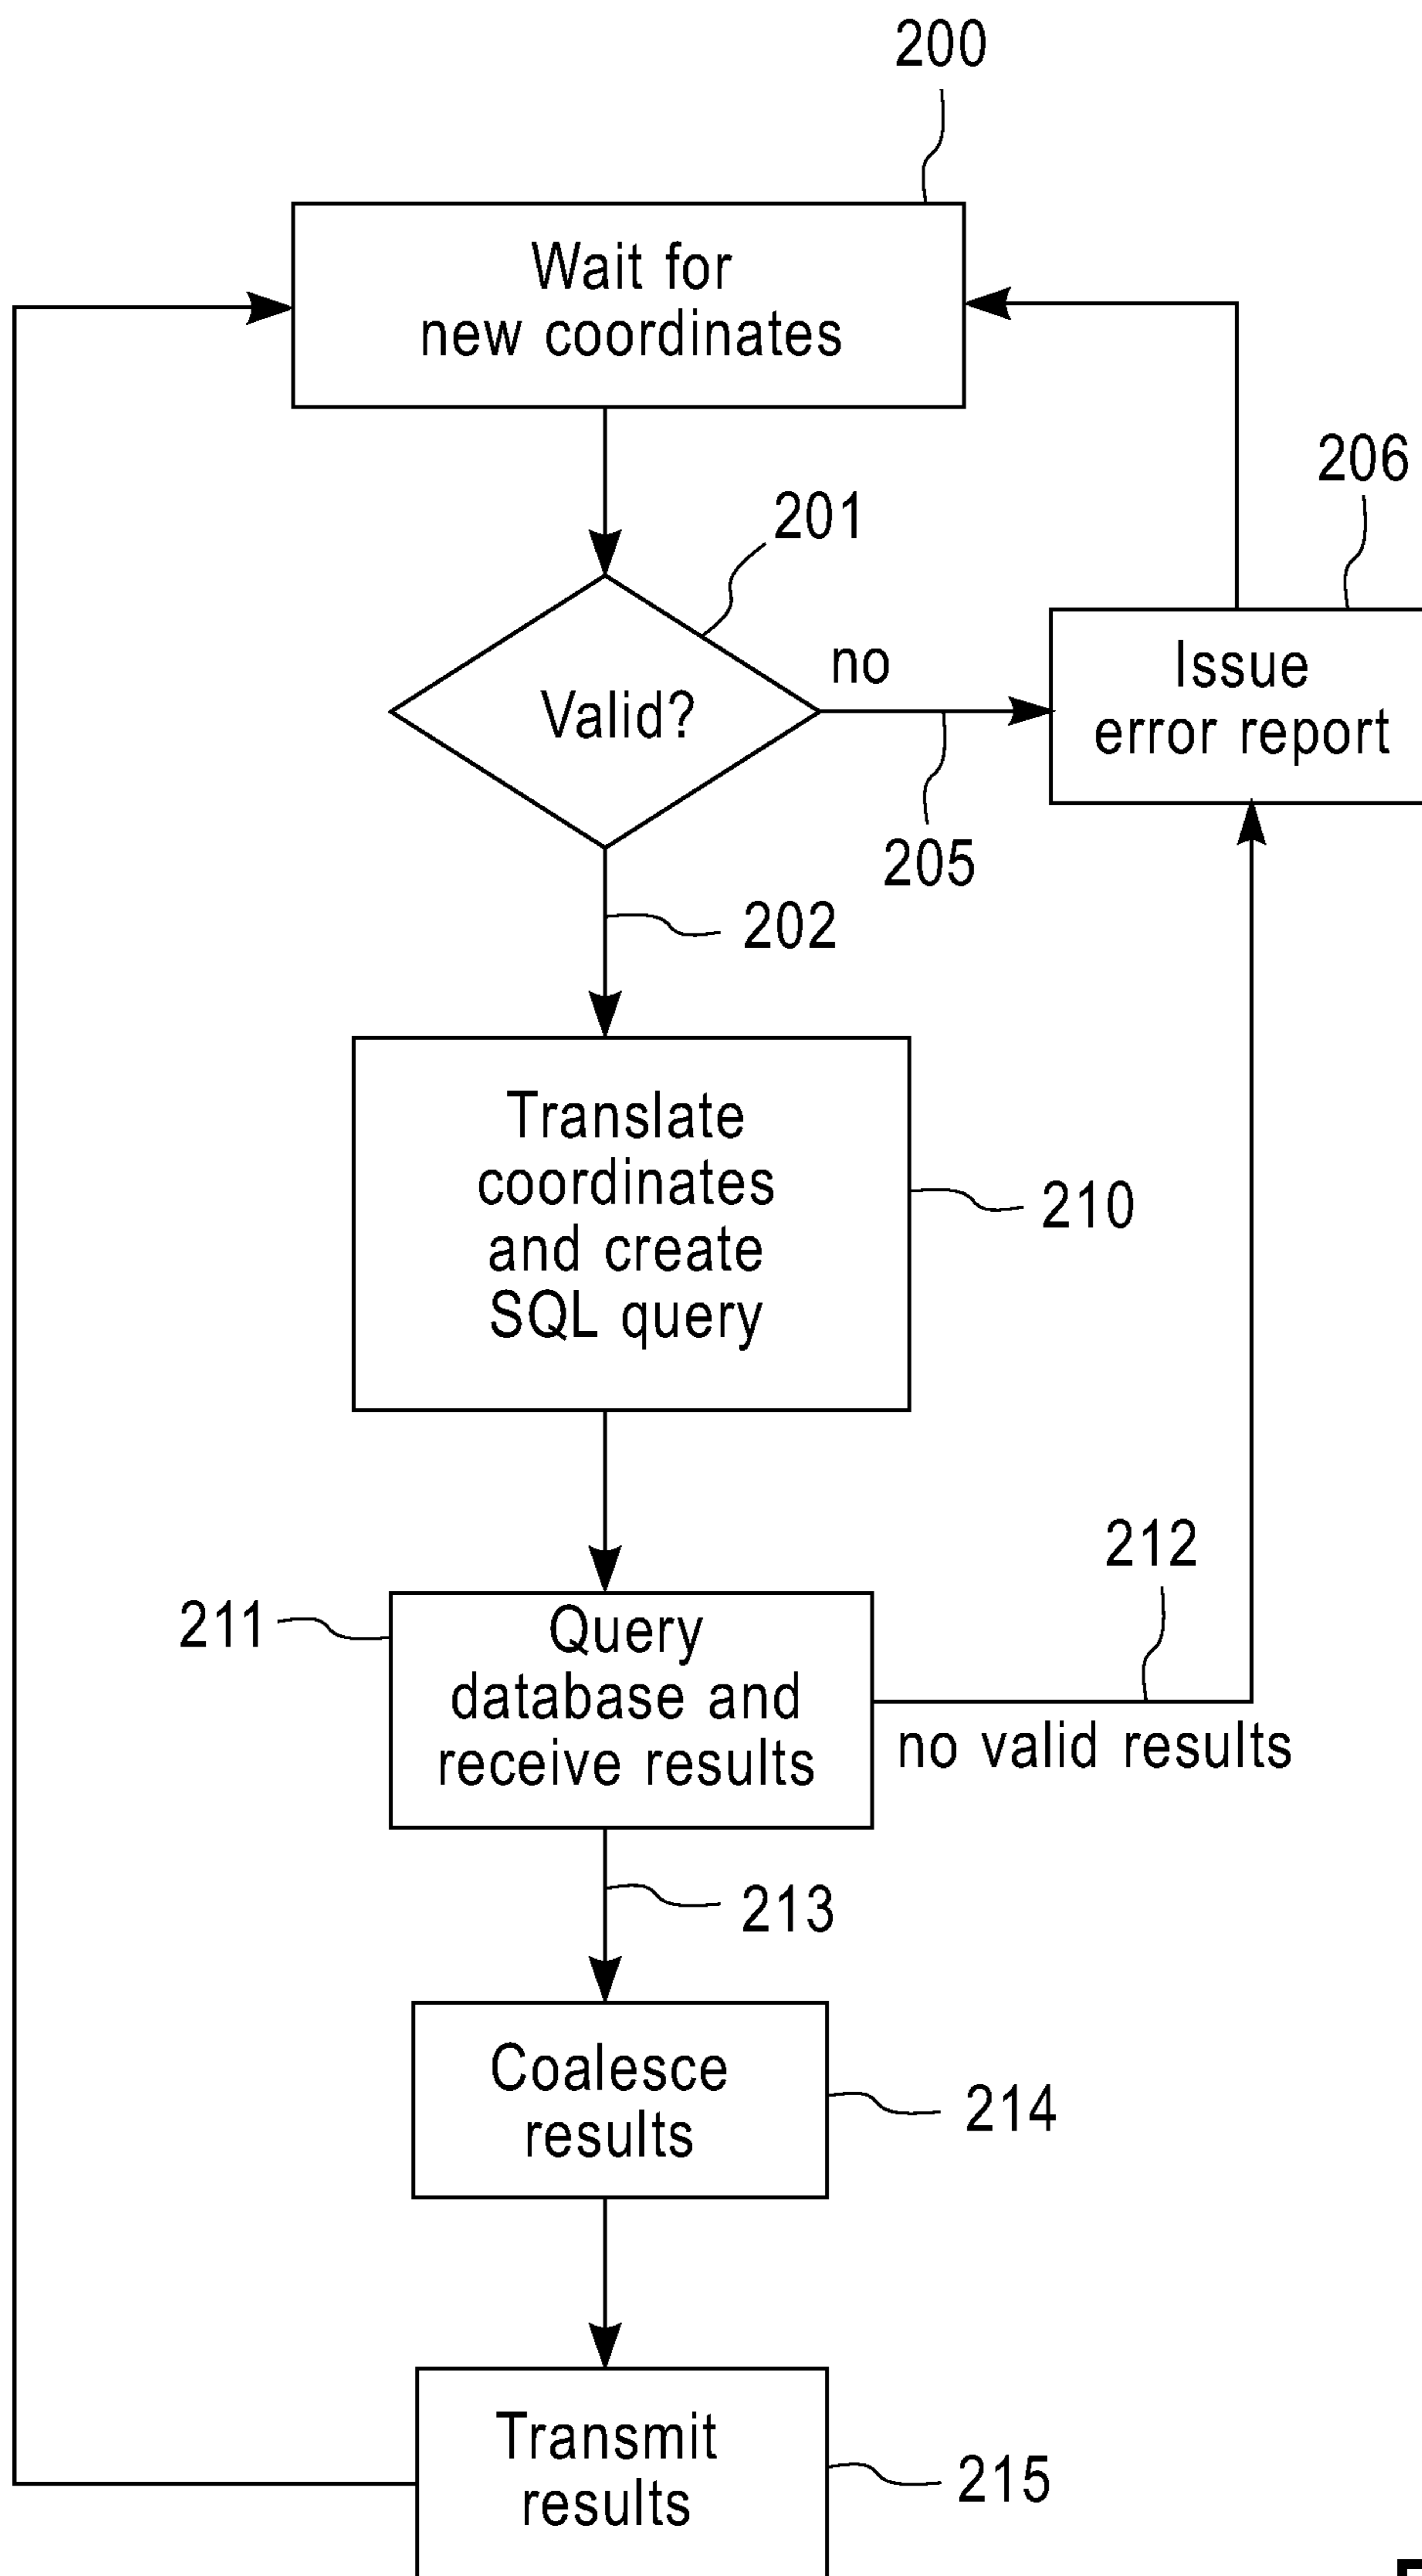 200
Wait for
new coordinates
206
201
no
Issue
error report
Valid?
205
202
Translate
coordinates
and create
SQL query
210
212
211
Query
database and
receive results
no valid results
213
Coalesce
results
214
Transmit
results
215